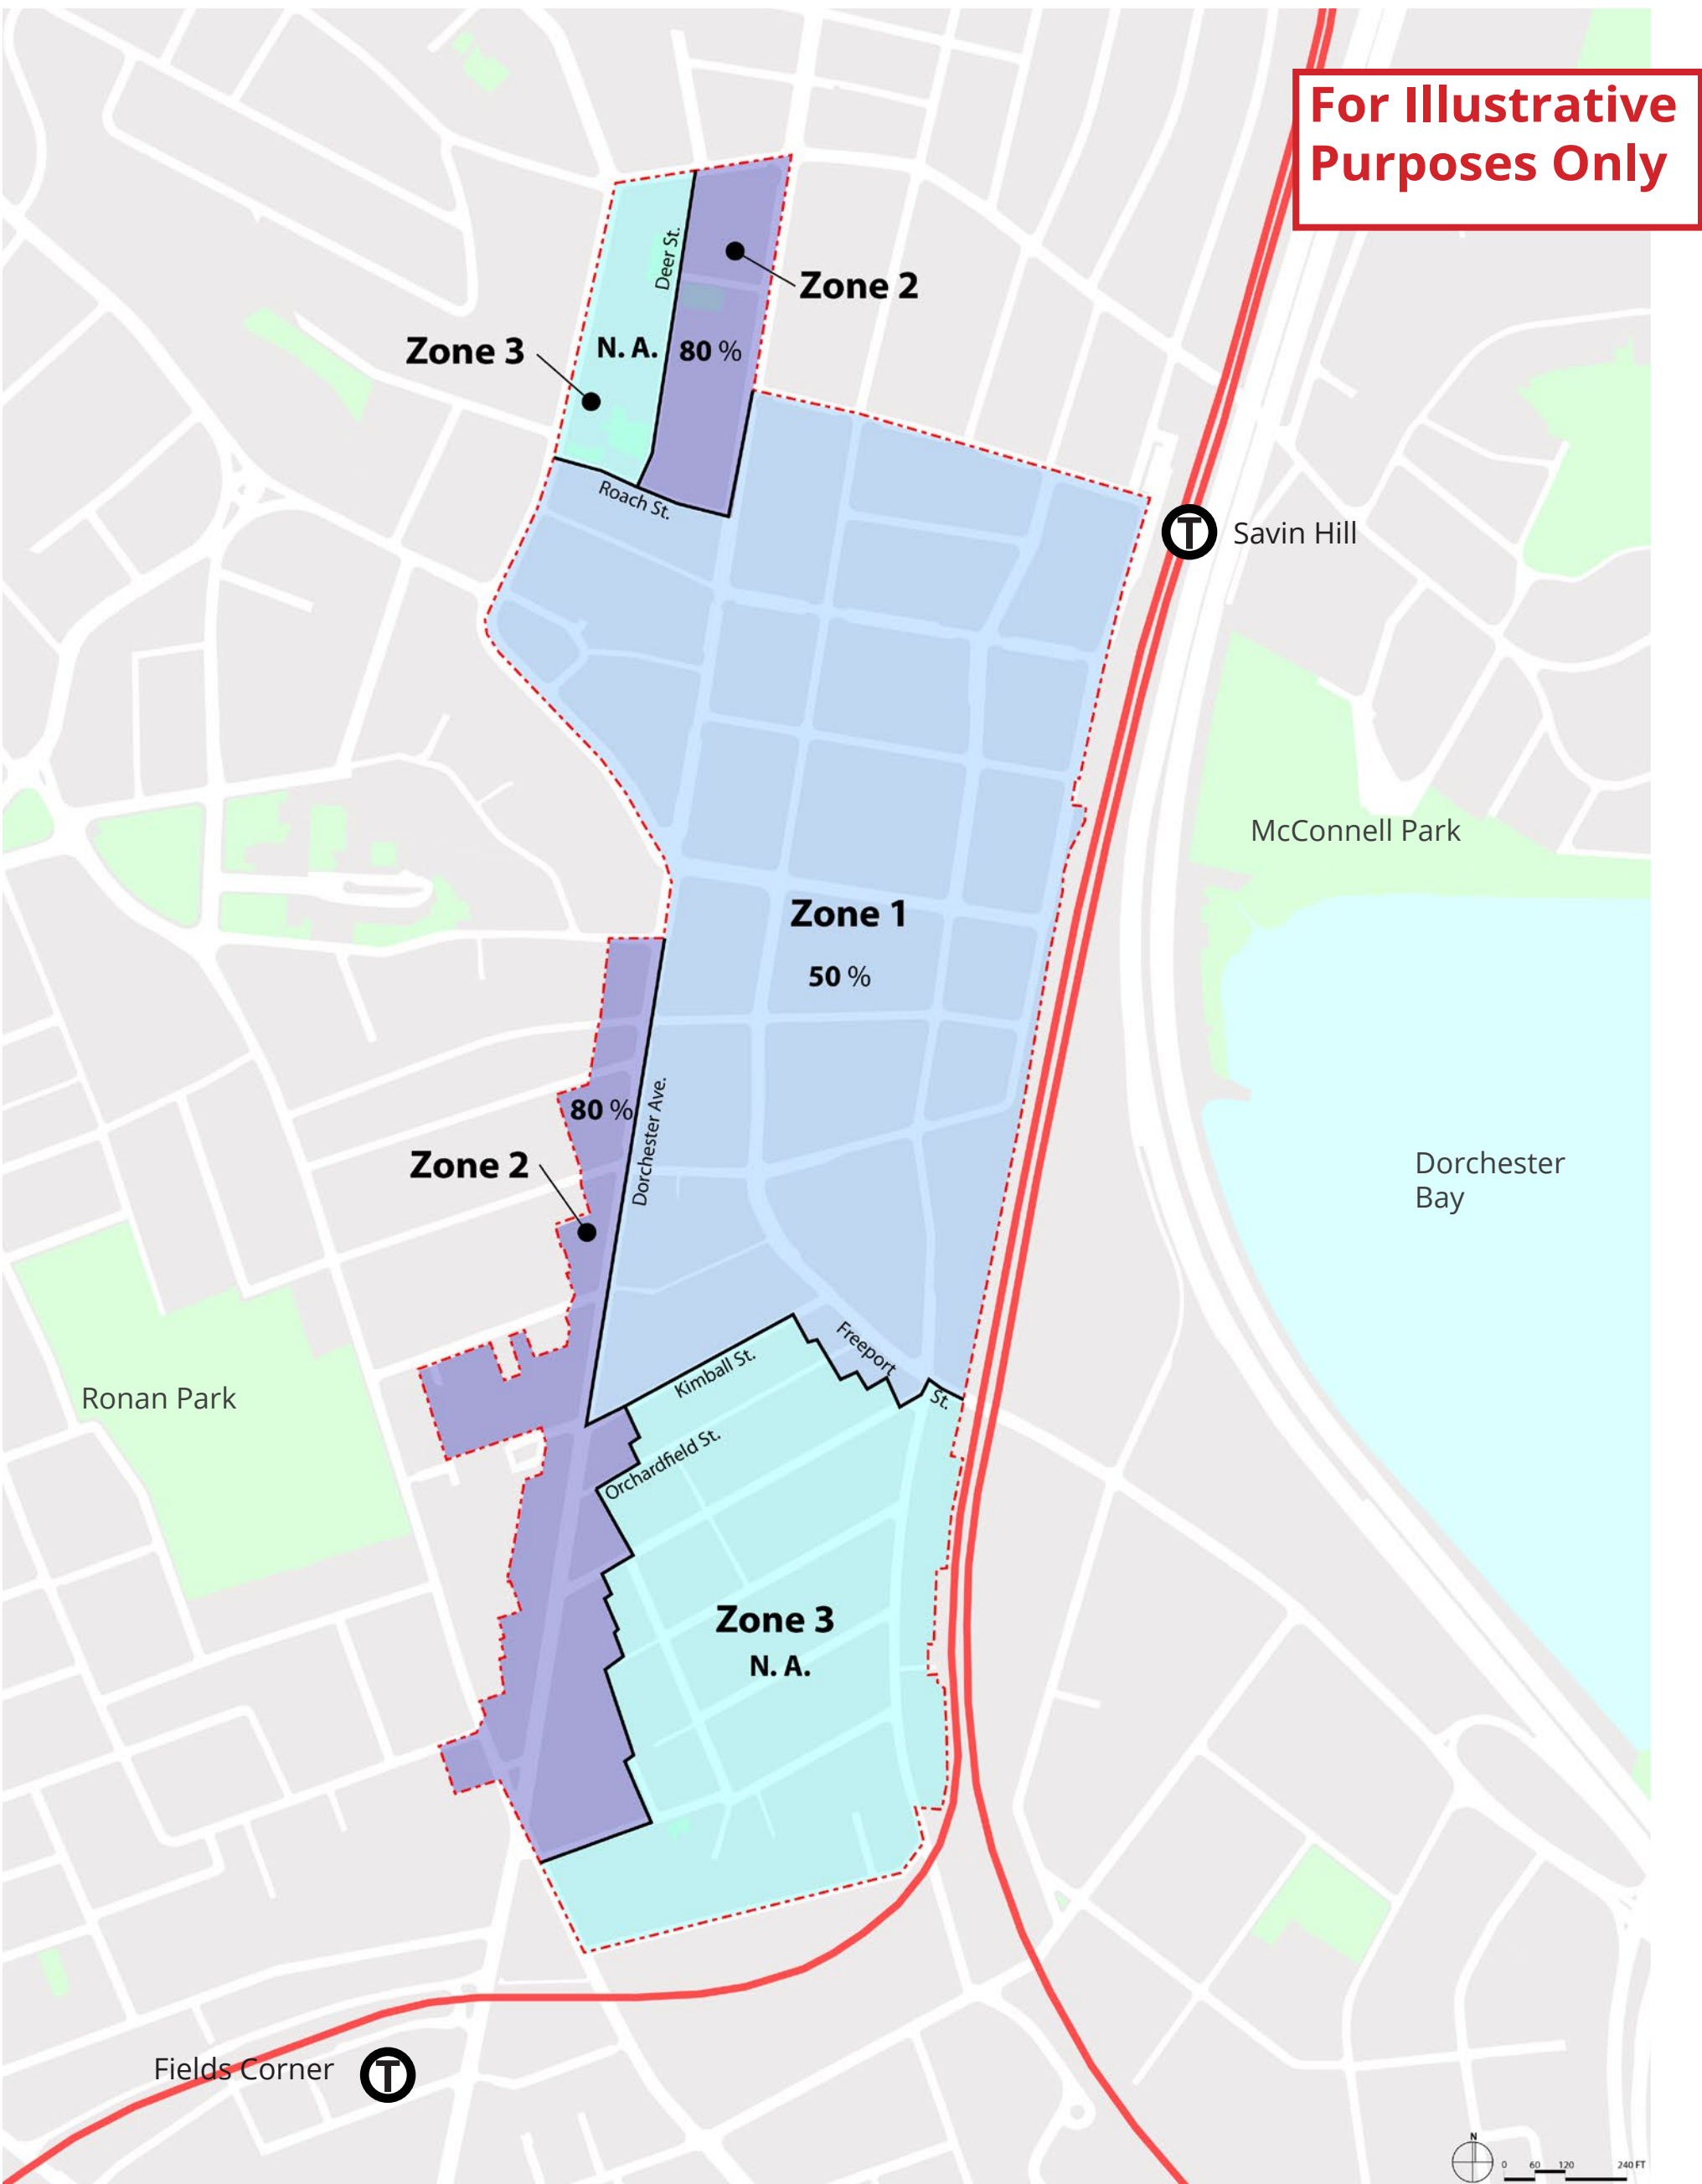 For Illustrative
Purposes Only
Deer St.
Zone 2
Zone 3
N. A.
80 %
Roach St.
T
Savin Hill
McConnell Park
Zone 1
50 %
80 %
Dorchester Ave.
Zone 2
Dorchester
Bay
Freeport
St.
Kimball St.
Ronan Park
Orchardfield St.
Zone 3
N. A.
Fields Corner
T
N
0 60 120 240 FT